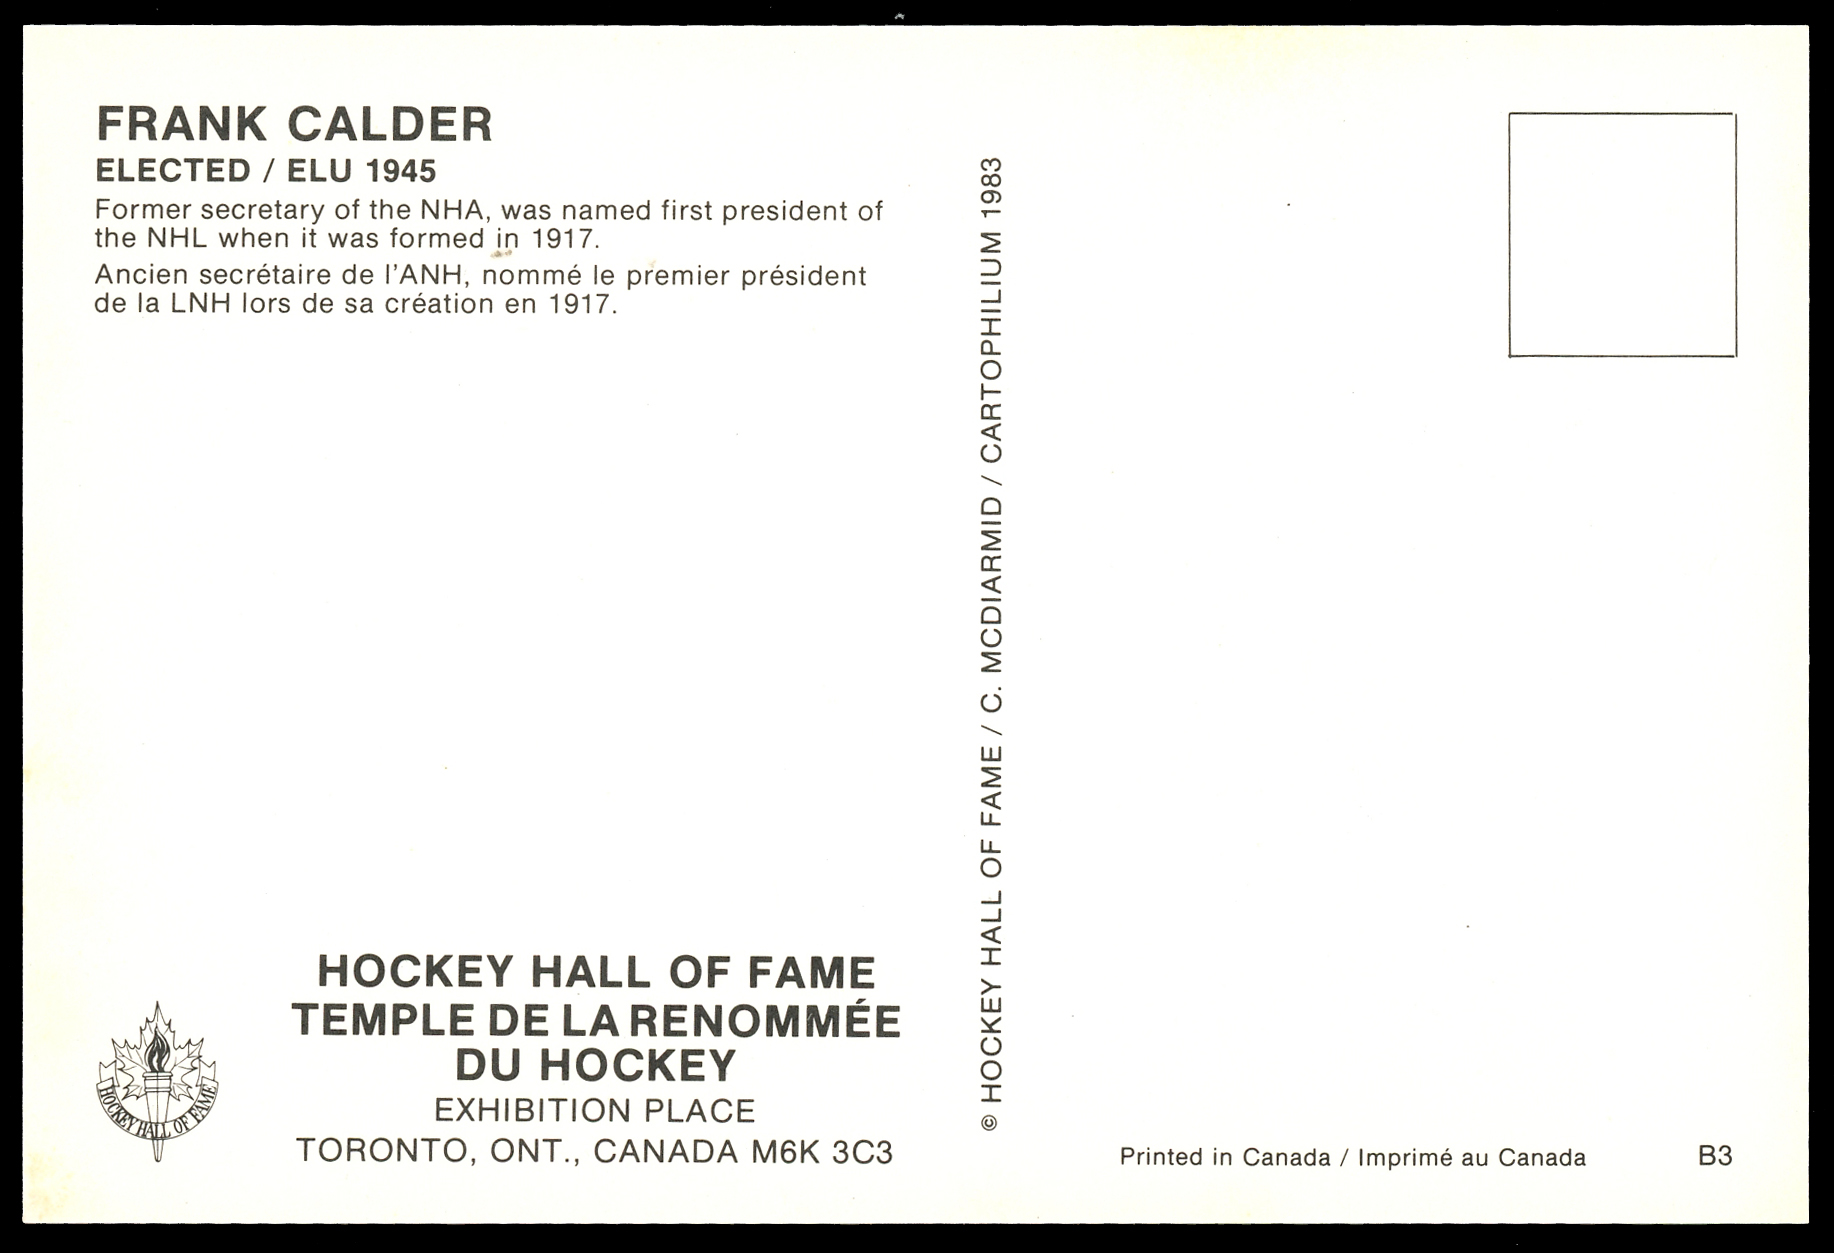 FRANK CALDER
ELECTED / ELU 1945
Former secretary of the NHA, was named first president of
the NHL when it was formed in 1917.
Ancien secrétaire de l'ANH, nommé le premier président
de la LNH lors de sa création en 1917.
HOCKEY HALL OF FAME
TEMPLE DE LA RENOMMÉE
DU HOCKEY
EXHIBITION PLACE
TORONTO, ONT., CANADA M6K 3C3
HOCKEY HALL OF FAME
© HOCKEY HALL OF FAME / C. MCDIARMID / CARTOPHILIUM 1983
Printed in Canada / Imprimé au Canada
B3